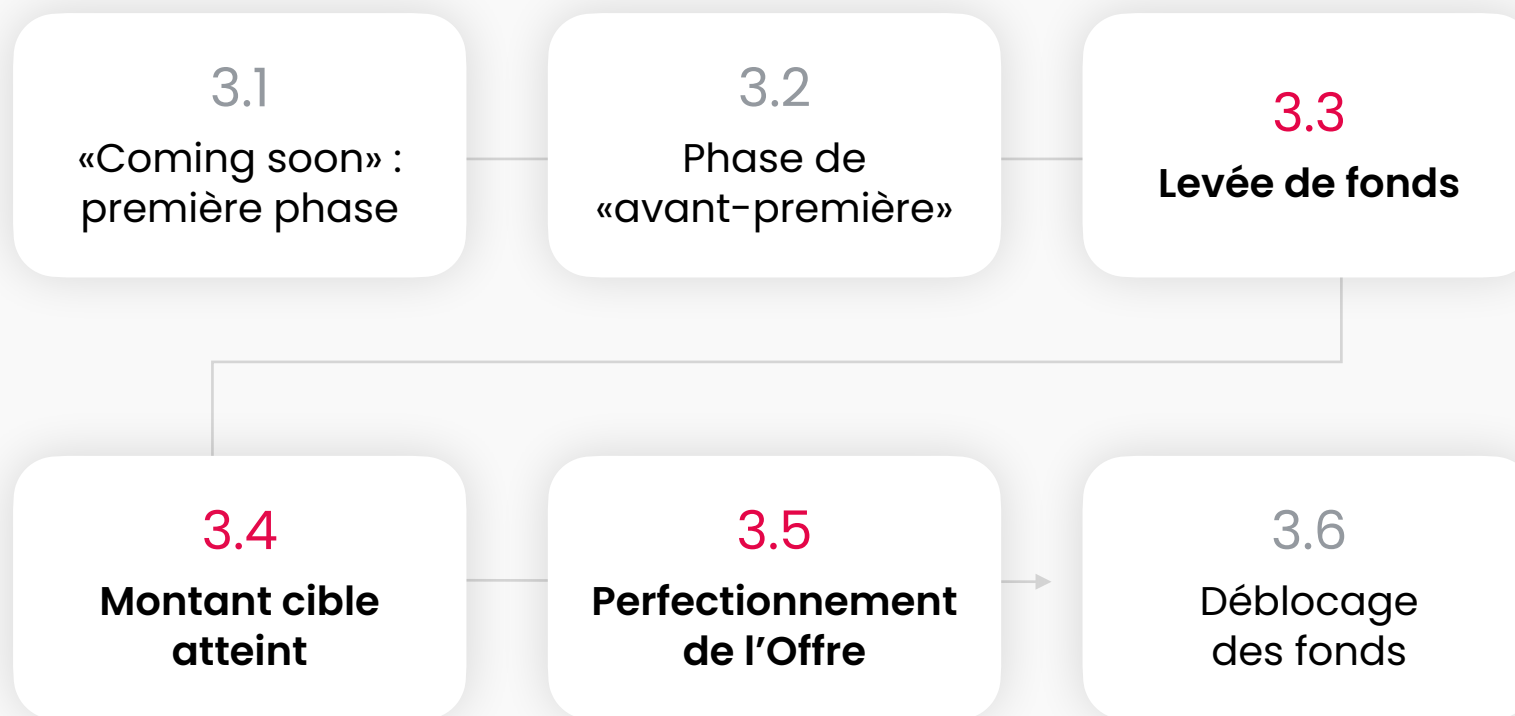 3.1
«Coming soon» :
première phase
3.2
Phase de
«avant-première»
3.3
Levée de fonds
3.4
Montant cible
atteint
3.5
Perfectionnement
de l’Offre
3.6
Déblocage
des fonds